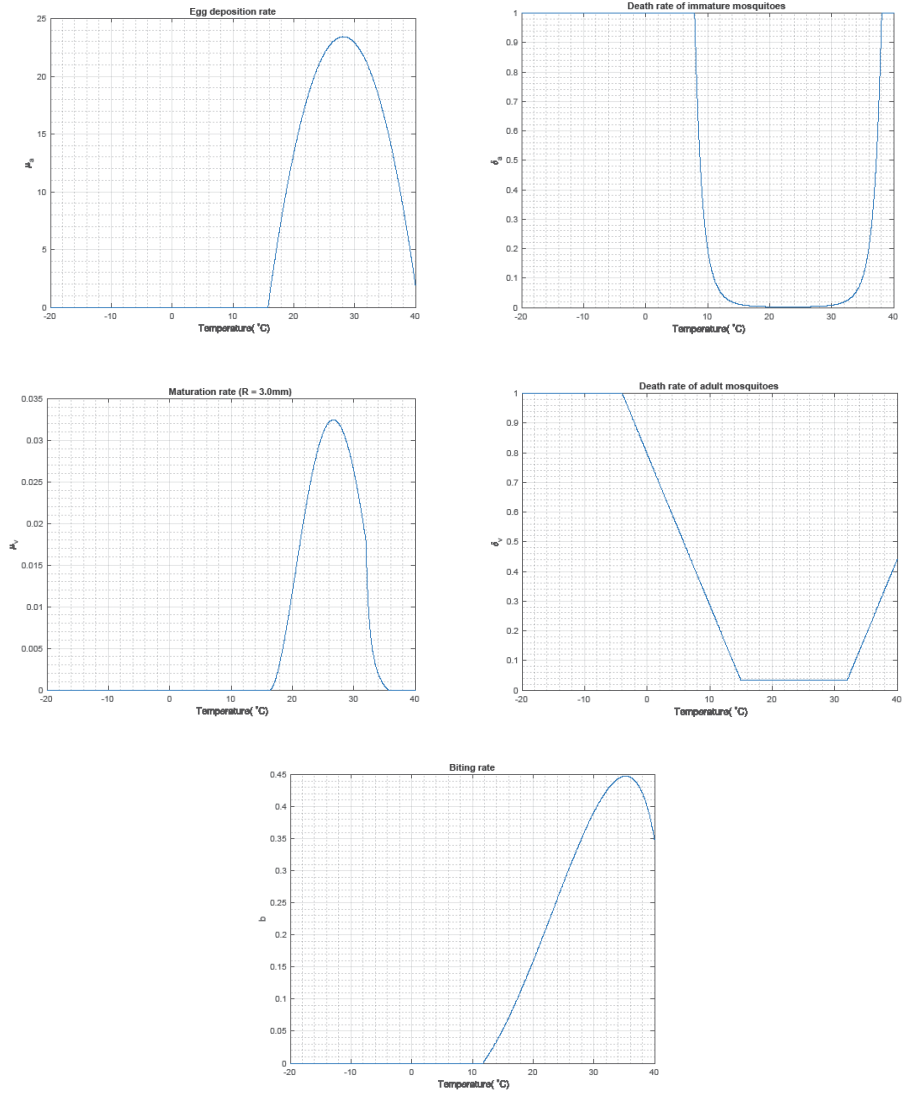 Egg deposition rate
25
20
15
10
5
0
μₐ
-20 -10 0 10 20 30 40
Temperature( °C)
Death rate of immature mosquitoes
1
0.9
0.8
0.7
0.6
0.5
0.4
0.3
0.2
0.1
0
δₐ
-20 -10 0 10 20 30 40
Temperature( °C)
Maturation rate (R = 3.0mm)
0.035
0.03
0.025
0.02
0.015
0.01
0.005
0
μᵥ
-20 -10 0 10 20 30 40
Temperature( °C)
Death rate of adult mosquitoes
1
0.9
0.8
0.7
0.6
0.5
0.4
0.3
0.2
0.1
0
δᵥ
-20 -10 0 10 20 30 40
Temperature( °C)
Biting rate
0.45
0.4
0.35
0.3
0.25
0.2
0.15
0.1
0.05
0
b
-20 -10 0 10 20 30 40
Temperature( °C)